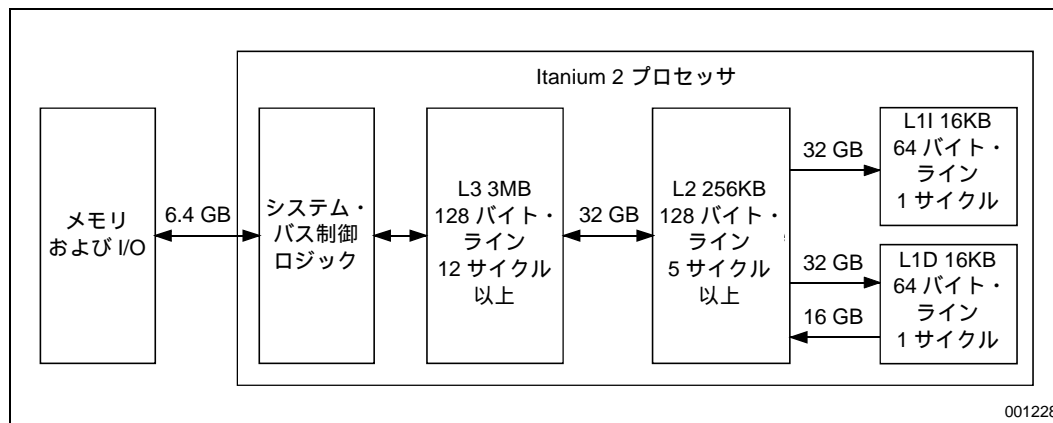 Itanium 2 プロセッサ
メモリ
および I/O
6.4 GB
システム・
バス制御
ロジック
L3 3MB
128 バイト・
ライン
12 サイクル
以上
32 GB
L2 256KB
128 バイト・
ライン
5 サイクル
以上
32 GB
L1I 16KB
64 バイト・
ライン
1 サイクル
32 GB
16 GB
L1D 16KB
64 バイト・
ライン
1 サイクル
001228